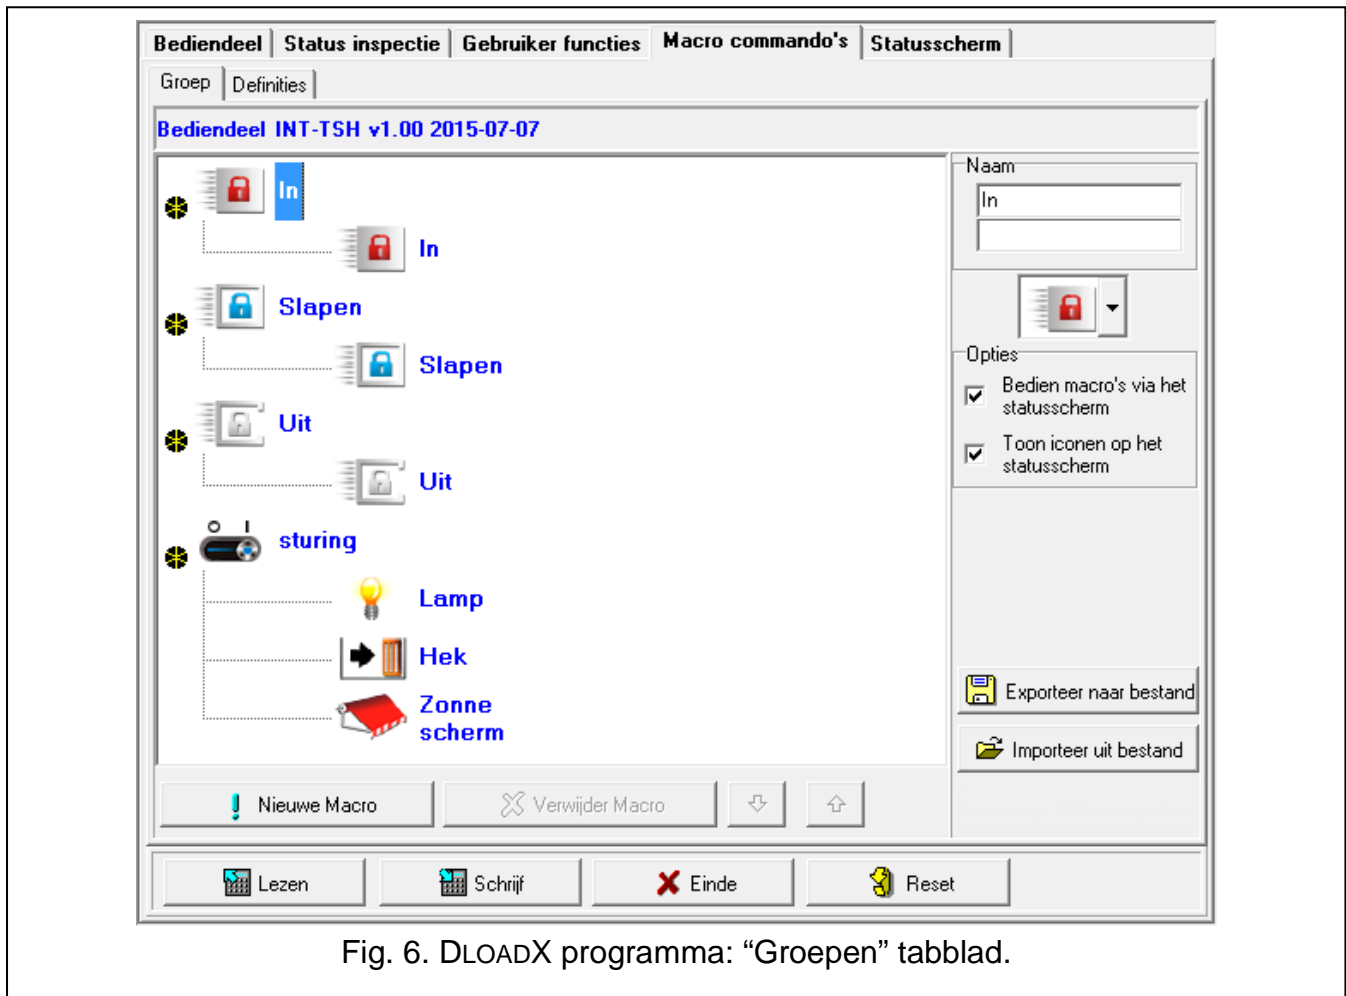 Bediendeel Status inspectie Gebruiker functies Macro commando's Statusscherm
Groep Definities
Bediendeel INT-TSH v1.00 2015-07-07
In
In
Slapen
Slapen
Uit
Uit
O I
sturing
Lamp
Hek
Zonne
scherm
Naam
In
Opties
Bedien macro's via het
statusscherm
Toon iconen op het
statusscherm
Exporteer naar bestand
Importeer uit bestand
Nieuwe Macro Verwijder Macro
Lezen Schrijf Einde Reset
Fig. 6. DLOADX programma: “Groepen” tabblad.